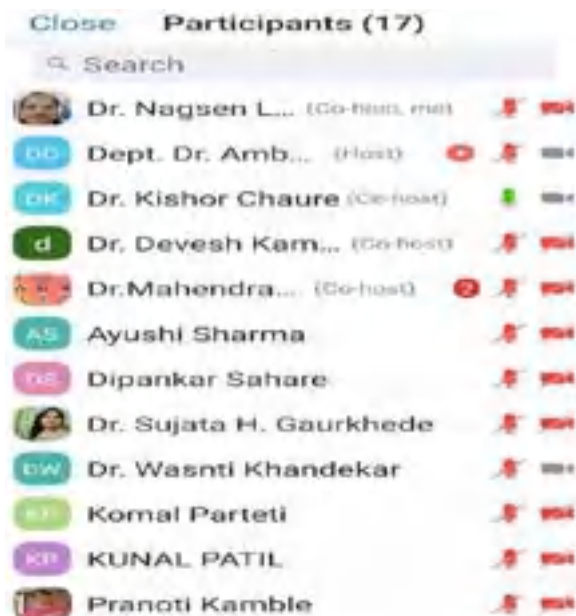 Close Participants (17)
Search
Dr. Nagsen L... (Co-host, me)
DD Dept. Dr. Amb... (Host)
DK Dr. Kishor Chaure (Co-host)
d Dr. Devesh Kam... (Co-host)
Dr.Mahendra... (Co-host)
AS Ayushi Sharma
DS Dipankar Sahare
Dr. Sujata H. Gaurkhede
DW Dr. Wasnti Khandekar
KP Komal Parteti
KP KUNAL PATIL
Pranoti Kamble